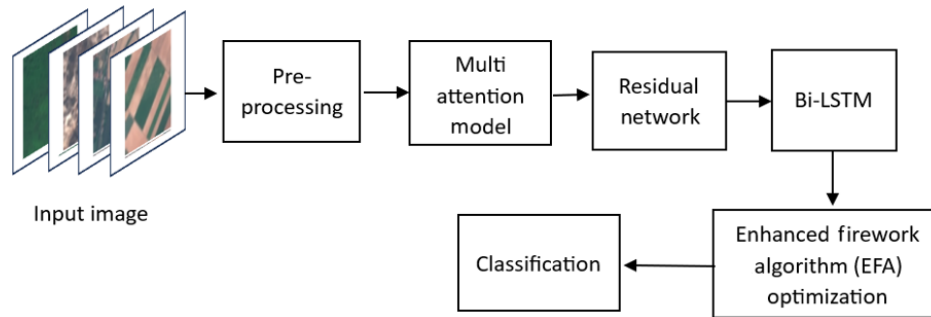 Input image
Pre-
processing
Multi
attention
model
Residual
network
Bi-LSTM
Enhanced firework
algorithm (EFA)
optimization
Classification